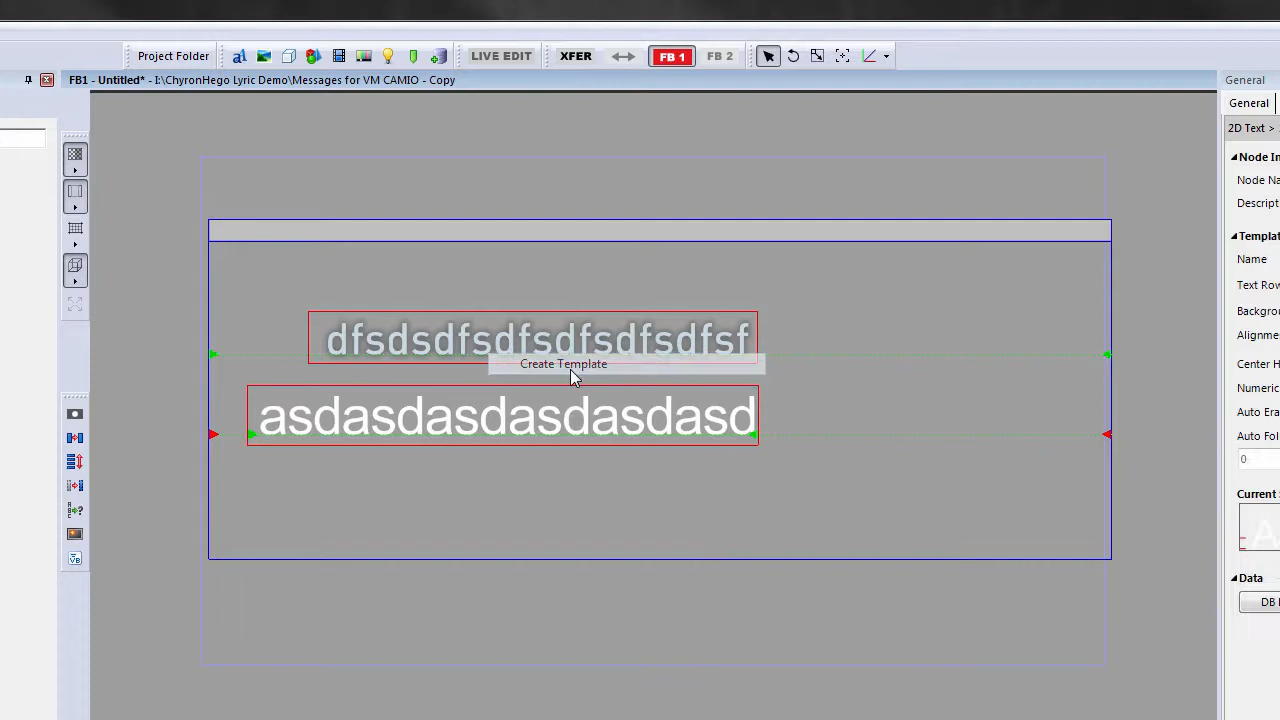 Project Folder
LIVE EDIT
XFER
FB 1
FB 2
FB1 - Untitled* - I:\ChyronHego Lyric Demo\Messages for VM CAMIO - Copy
General
General
2D Text >
Node In
Node Na
Descript
Templat
Name
Text Row
Backgro
Alignme
Center H
Numeric
Auto Era
Auto Fol
0
Current
Data
DB
dfsdsdfsdfsdfsdfsdfsf
Create Template
asdasdasdasdasdasdasd